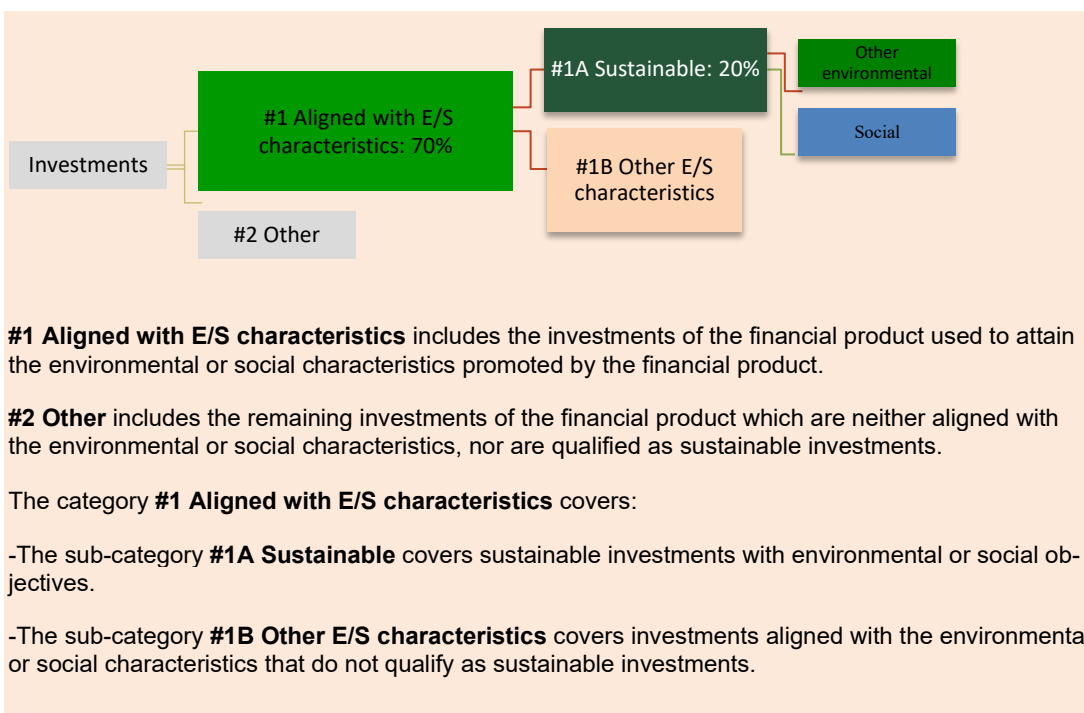 Investments
#1 Aligned with E/S
characteristics: 70%
#2 Other
#1A Sustainable: 20%
#1B Other E/S
characteristics
Other
environmental
Social
#1 Aligned with E/S characteristics includes the investments of the financial product used to attain
the environmental or social characteristics promoted by the financial product.
#2 Other includes the remaining investments of the financial product which are neither aligned with
the environmental or social characteristics, nor are qualified as sustainable investments.
The category #1 Aligned with E/S characteristics covers:
-The sub-category #1A Sustainable covers sustainable investments with environmental or social ob-
jectives.
-The sub-category #1B Other E/S characteristics covers investments aligned with the environmenta
or social characteristics that do not qualify as sustainable investments.